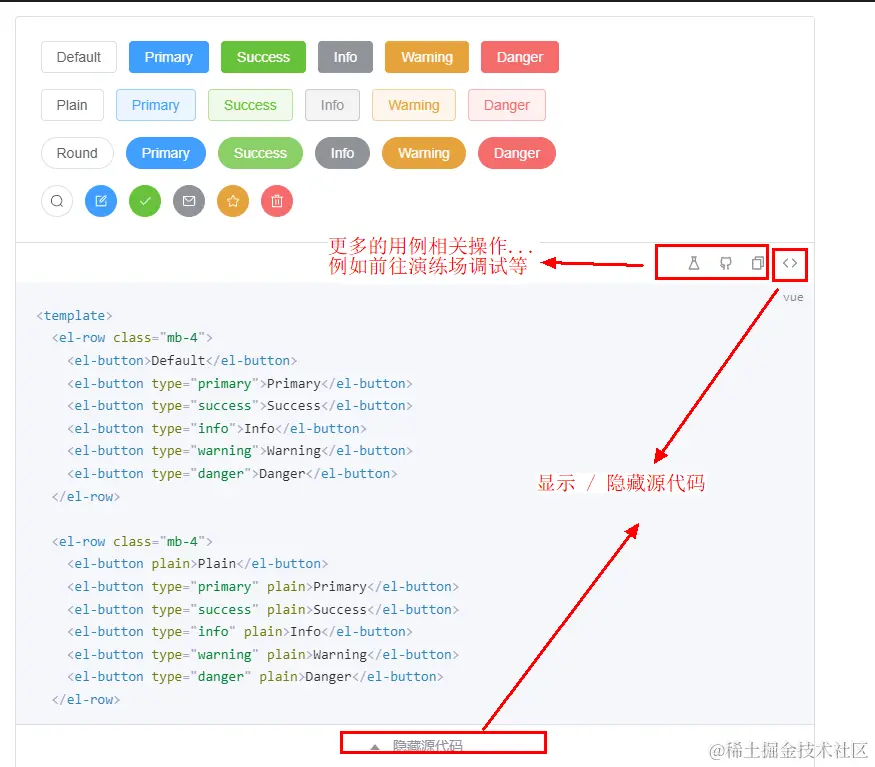 Default Primary Success Info Warning Danger
Plain Primary Success Info Warning Danger
Round Primary Success Info Warning Danger
更多的用例相关操作...
例如前往演练场调试等
vue
<template>
  <el-row class="mb-4">
    <el-button>Default</el-button>
    <el-button type="primary">Primary</el-button>
    <el-button type="success">Success</el-button>
    <el-button type="info">Info</el-button>
    <el-button type="warning">Warning</el-button>
    <el-button type="danger">Danger</el-button>
  </el-row>
显示 / 隐藏源代码
  <el-row class="mb-4">
    <el-button plain>Plain</el-button>
    <el-button type="primary" plain>Primary</el-button>
    <el-button type="success" plain>Success</el-button>
    <el-button type="info" plain>Info</el-button>
    <el-button type="warning" plain>Warning</el-button>
    <el-button type="danger" plain>Danger</el-button>
  </el-row>
隐藏源代码
@稀土掘金技术社区